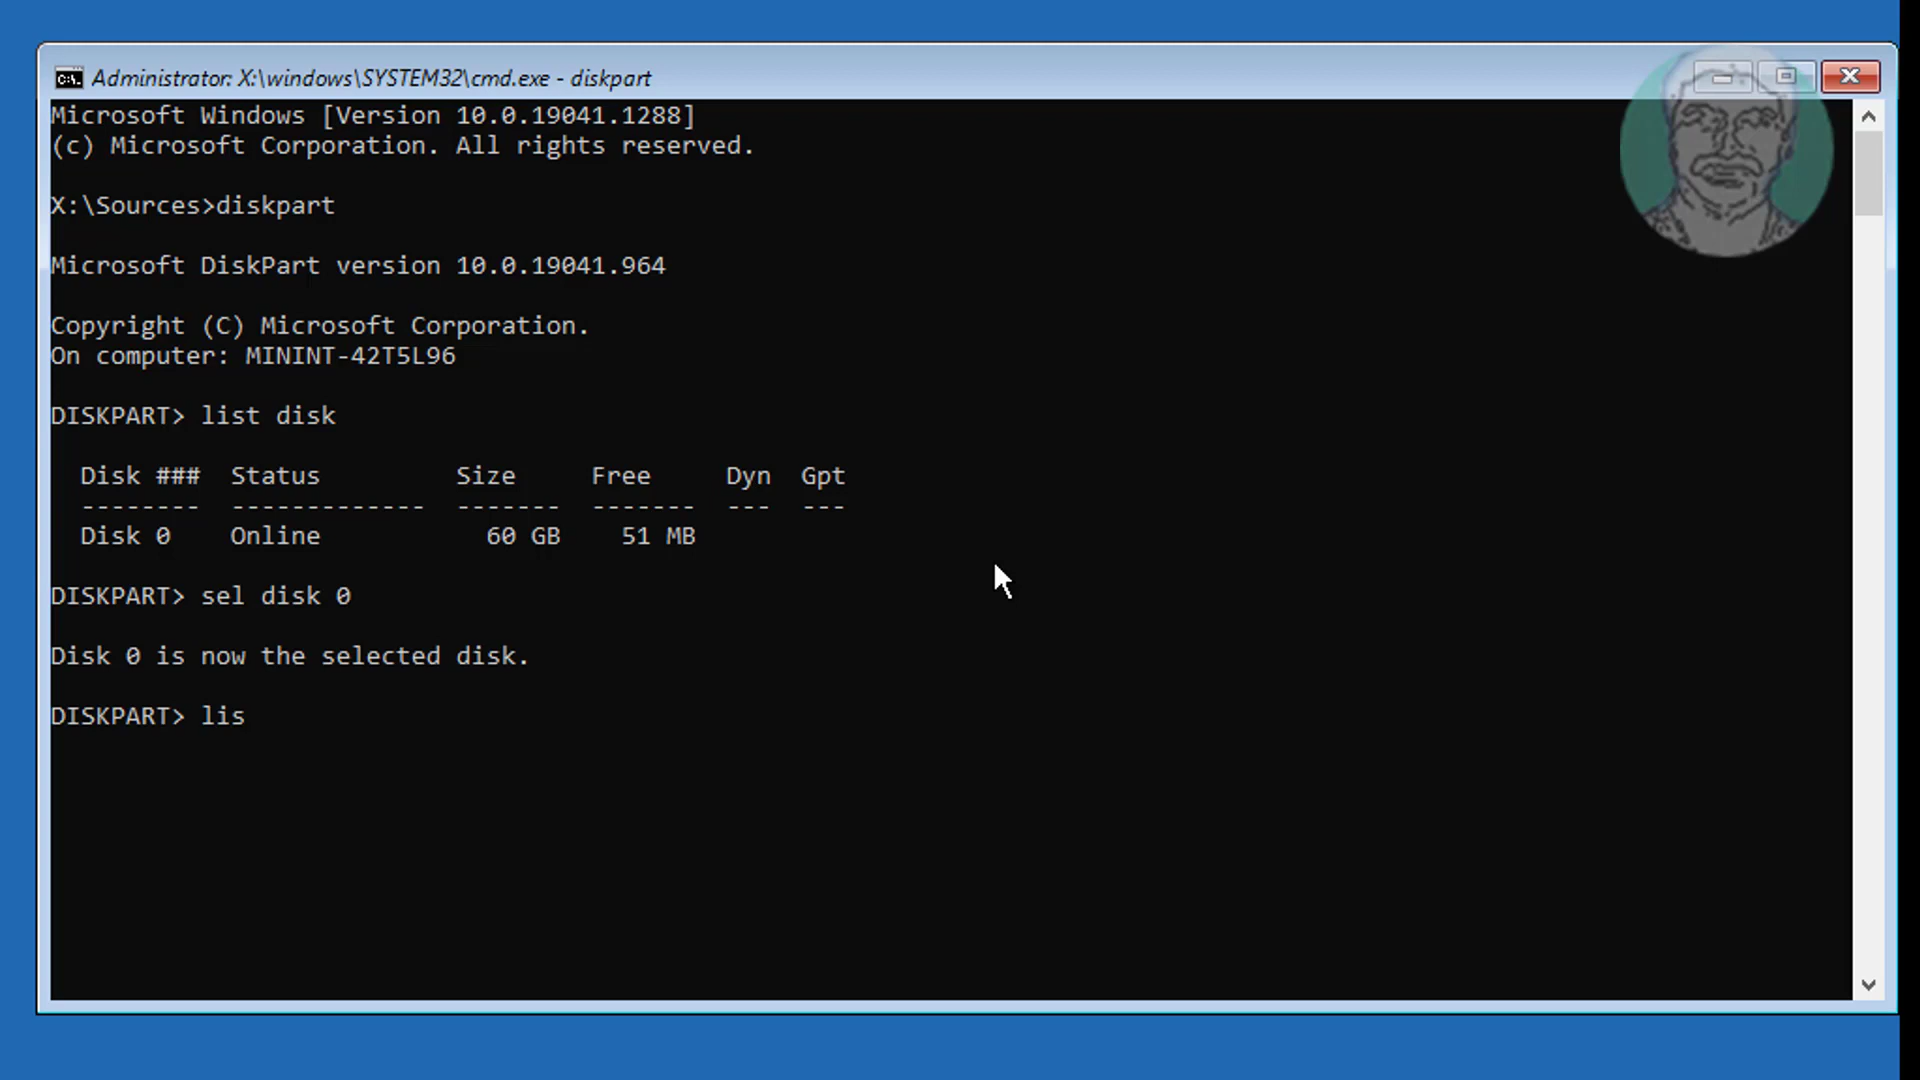 Administrator: X:\windows\SYSTEM32\cmd.exe - diskpart
Microsoft Windows [Version 10.0.19041.1288]
(c) Microsoft Corporation. All rights reserved.
X:\Sources>diskpart
Microsoft DiskPart version 10.0.19041.964
Copyright (C) Microsoft Corporation.
On computer: MININT-42T5L96
DISKPART> list disk
Disk ### Status Size Free Dyn Gpt
-------- ------------- ------- ------- --- ---
Disk 0 Online 60 GB 51 MB
DISKPART> sel disk 0
Disk 0 is now the selected disk.
DISKPART> lis